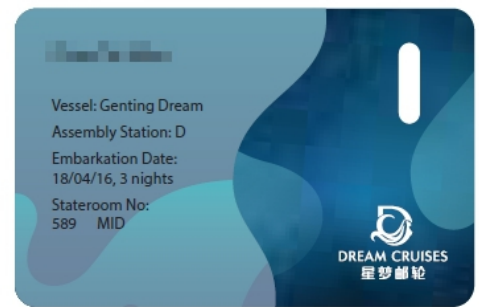 Vessel: Genting Dream
Assembly Station: D
Embarkation Date:
18/04/16, 3 nights
Stateroom No:
589 MID
DREAM CRUISES
星梦邮轮